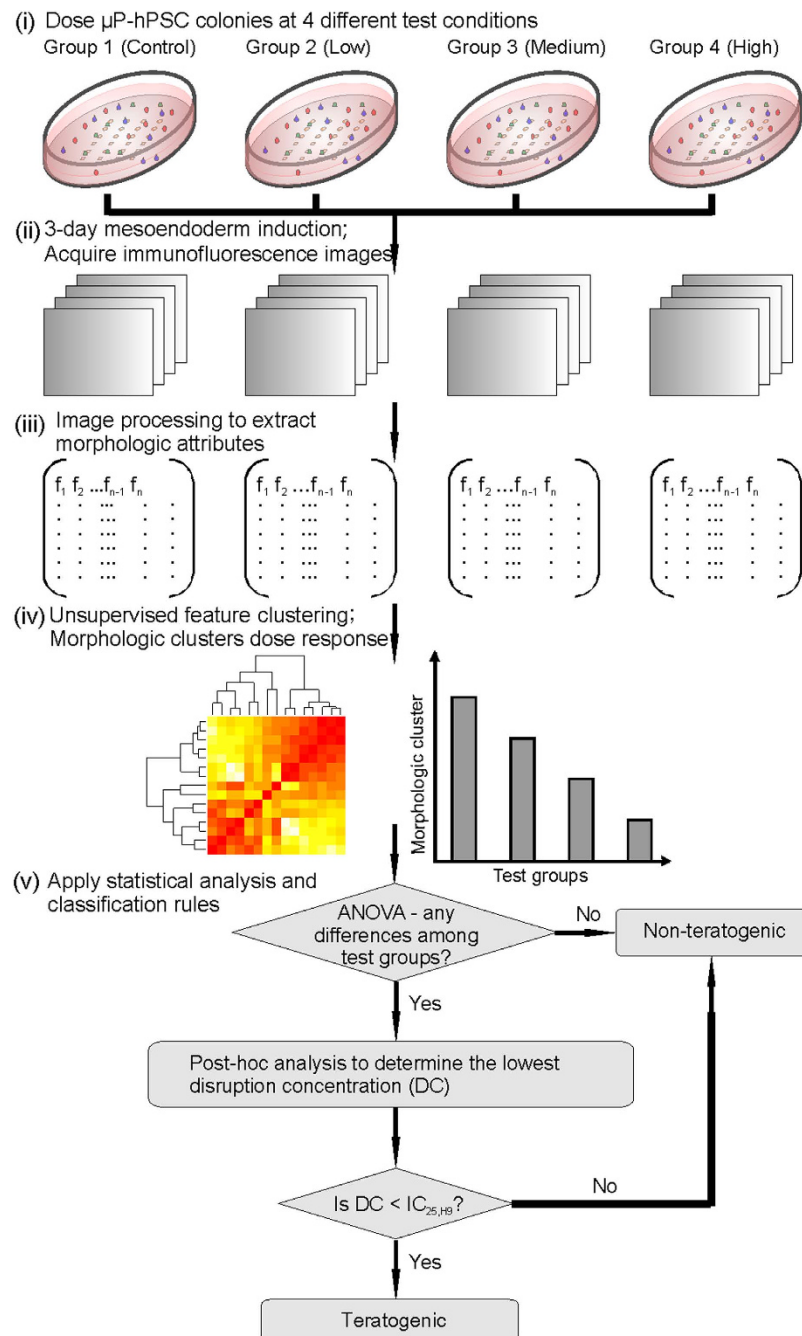 (i) Dose µP-hPSC colonies at 4 different test conditions
Group 1 (Control)
Group 2 (Low)
Group 3 (Medium)
Group 4 (High)
(ii) 3-day mesoendoderm induction;
Acquire immunofluorescence images
(iii) Image processing to extract
morphologic attributes
f1 f2 ...fn-1 fn
f1 f2 ...fn-1 fn
f1 f2 ...fn-1 fn
f1 f2 ...fn-1 fn
(iv) Unsupervised feature clustering;
Morphologic clusters dose response
Morphologic cluster
Test groups
(v) Apply statistical analysis and
classification rules
ANOVA - any
differences among
test groups?
No
Non-teratogenic
Yes
Post-hoc analysis to determine the lowest
disruption concentration (DC)
Is DC < IC25,H9?
No
Yes
Teratogenic